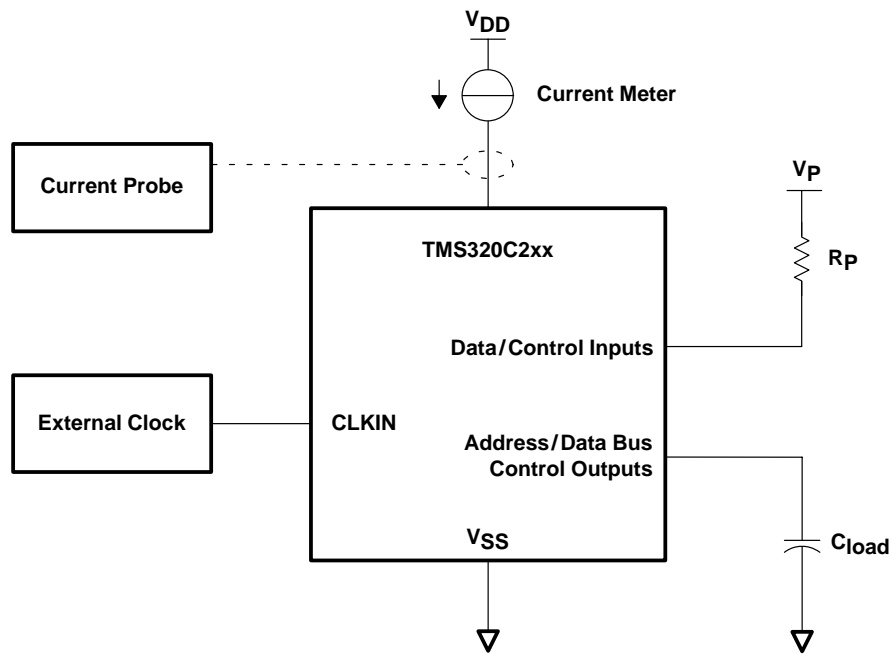 VDD
Current Meter
Current Probe
VP
TMS320C2xx
RP
Data/Control Inputs
External Clock
CLKIN
Address/Data Bus
Control Outputs
VSS
Cload